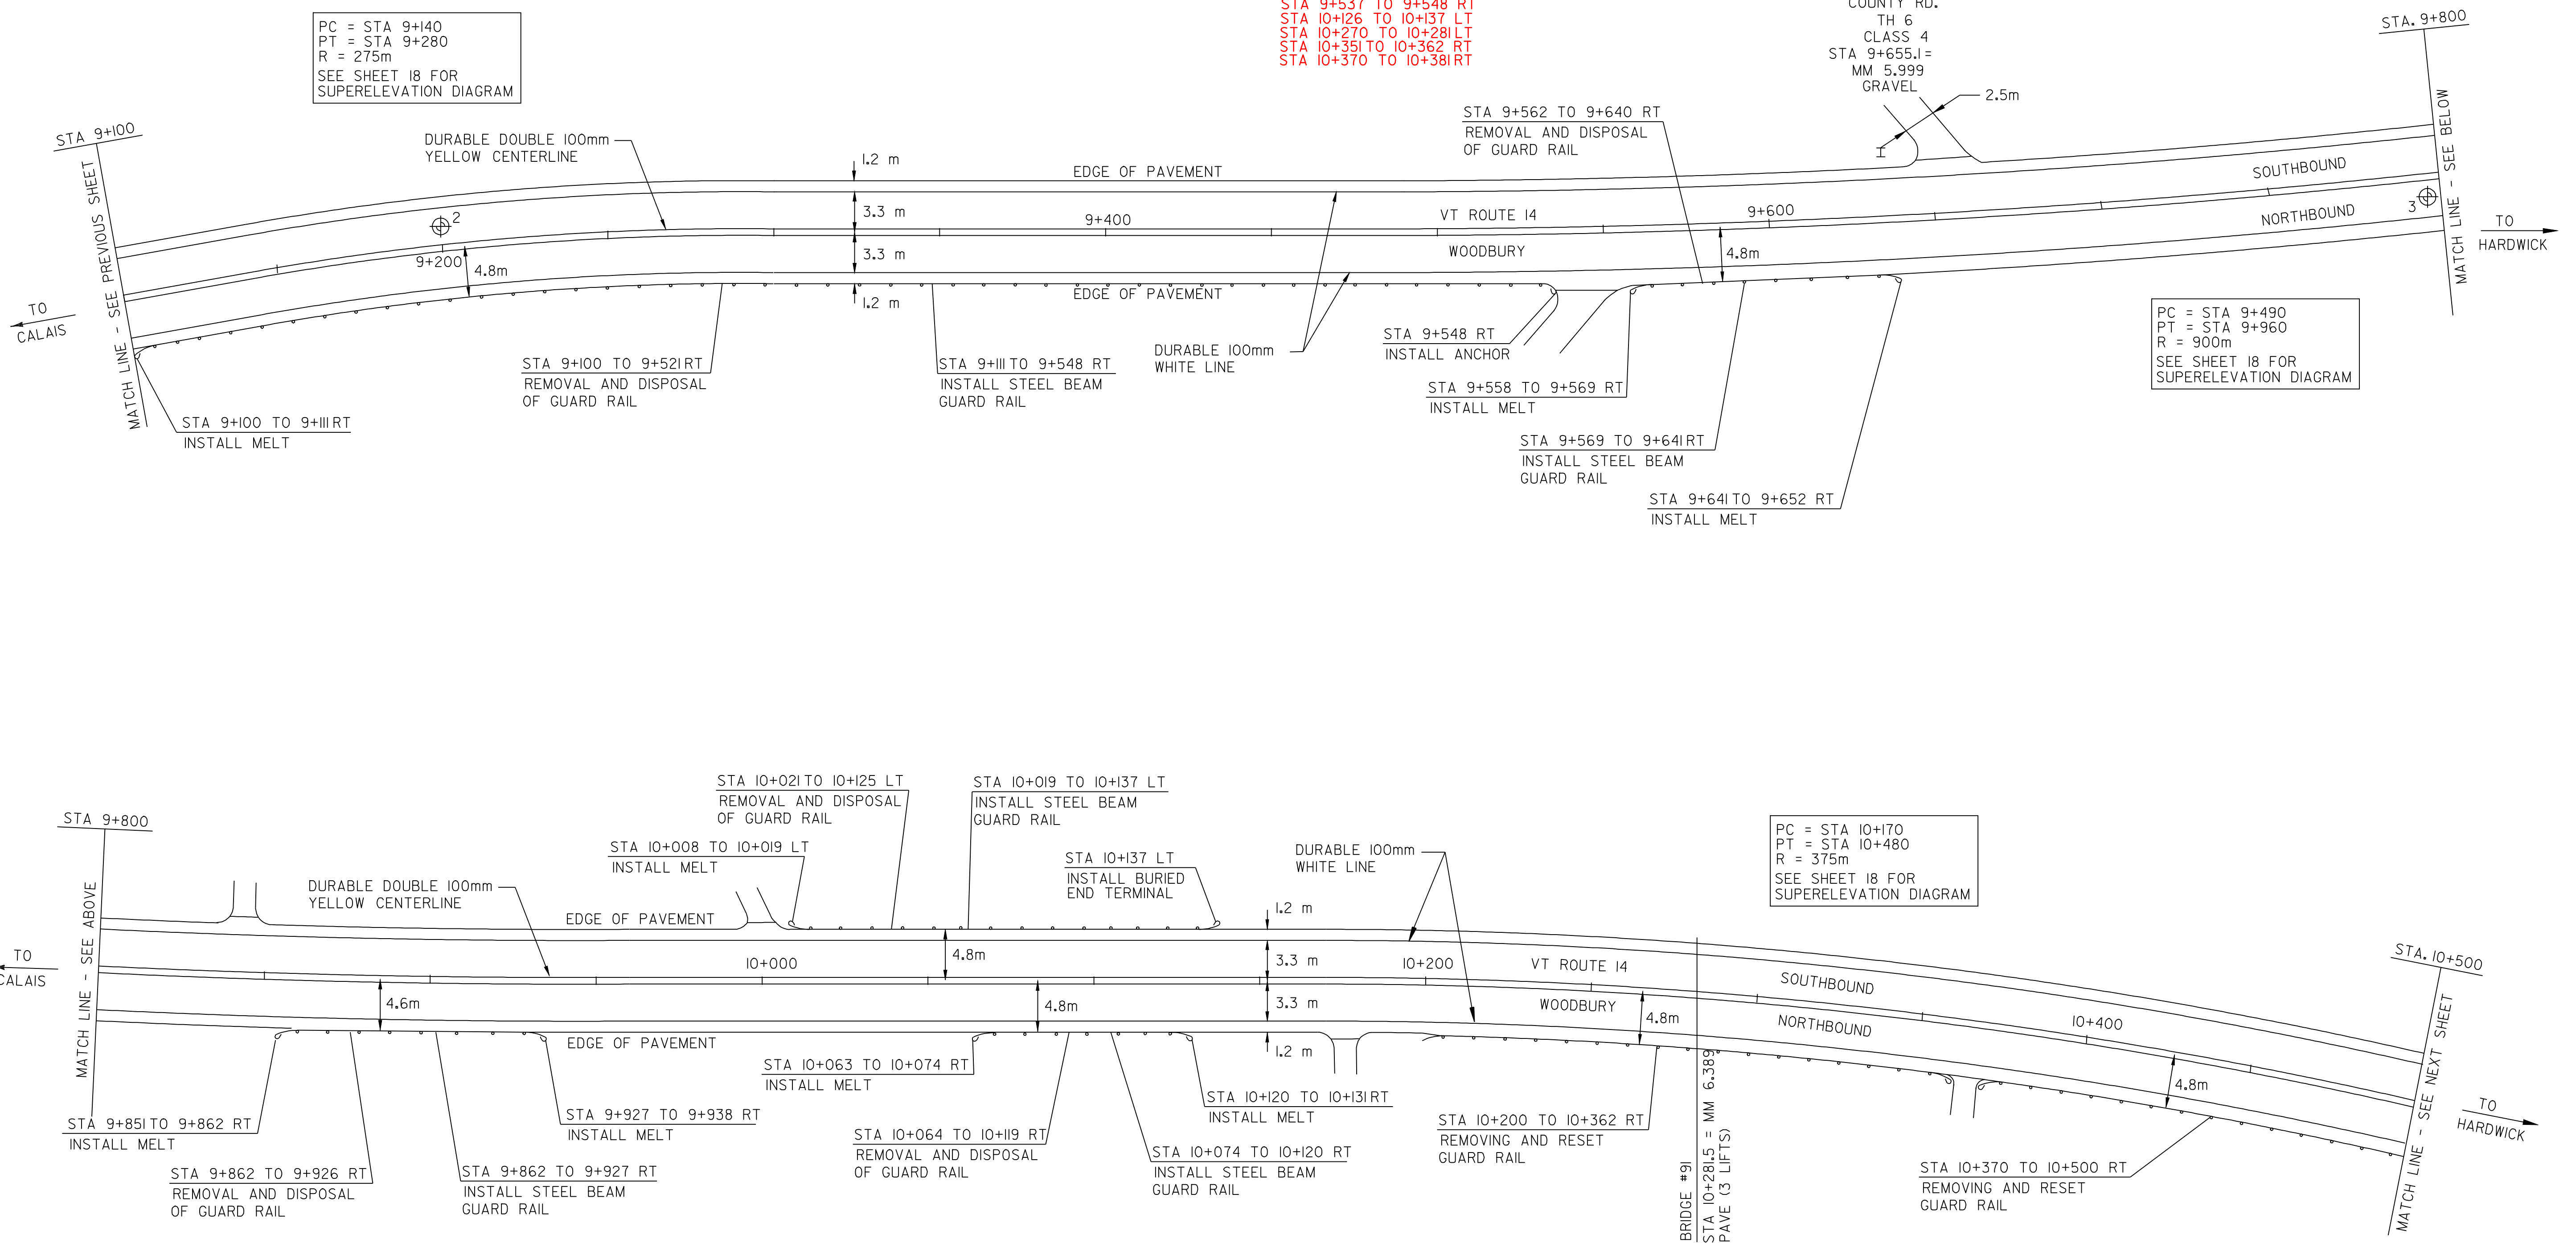 STA 9+537 TO 9+548 RT
STA 10+126 TO 10+137 LT
STA 10+270 TO 10+281 LT
STA 10+351 TO 10+362 RT
STA 10+370 TO 10+381 RT
COUNTY RD.
TH 6
CLASS 4
STA 9+655.1 =
MM 5.999
GRAVEL
2.5m
STA. 9+800
PC = STA 9+140
PT = STA 9+280
R = 275m
SEE SHEET 18 FOR
SUPERELEVATION DIAGRAM
STA 9+100
MATCH LINE - SEE PREVIOUS SHEET
DURABLE DOUBLE 100mm
YELLOW CENTERLINE
1.2 m
EDGE OF PAVEMENT
STA 9+562 TO 9+640 RT
REMOVAL AND DISPOSAL
OF GUARD RAIL
SOUTHBOUND
MATCH LINE - SEE BELOW
2
3.3 m
9+400
VT ROUTE 14
9+600
NORTHBOUND
3
TO
HARDWICK
9+200
4.8m
3.3 m
WOODBURY
4.8m
1.2 m
EDGE OF PAVEMENT
TO
CALAIS
STA 9+100 TO 9+521 RT
REMOVAL AND DISPOSAL
OF GUARD RAIL
STA 9+111 TO 9+548 RT
INSTALL STEEL BEAM
GUARD RAIL
DURABLE 100mm
WHITE LINE
STA 9+548 RT
INSTALL ANCHOR
STA 9+558 TO 9+569 RT
INSTALL MELT
PC = STA 9+490
PT = STA 9+960
R = 900m
SEE SHEET 18 FOR
SUPERELEVATION DIAGRAM
STA 9+100 TO 9+111 RT
INSTALL MELT
STA 9+569 TO 9+641 RT
INSTALL STEEL BEAM
GUARD RAIL
STA 9+641 TO 9+652 RT
INSTALL MELT
STA 9+800
MATCH LINE - SEE ABOVE
STA 10+021 TO 10+125 LT
REMOVAL AND DISPOSAL
OF GUARD RAIL
STA 10+019 TO 10+137 LT
INSTALL STEEL BEAM
GUARD RAIL
STA 10+008 TO 10+019 LT
INSTALL MELT
STA 10+137 LT
INSTALL BURIED
END TERMINAL
DURABLE 100mm
WHITE LINE
PC = STA 10+170
PT = STA 10+480
R = 375m
SEE SHEET 18 FOR
SUPERELEVATION DIAGRAM
DURABLE DOUBLE 100mm
YELLOW CENTERLINE
EDGE OF PAVEMENT
1.2 m
TO
CALAIS
10+000
4.8m
3.3 m
10+200
VT ROUTE 14
SOUTHBOUND
STA. 10+500
4.6m
4.8m
3.3 m
WOODBURY
4.8m
NORTHBOUND
10+400
MATCH LINE - SEE NEXT SHEET
EDGE OF PAVEMENT
1.2 m
4.8m
TO
HARDWICK
STA 10+063 TO 10+074 RT
INSTALL MELT
STA 10+120 TO 10+131 RT
INSTALL MELT
STA 9+851 TO 9+862 RT
INSTALL MELT
STA 9+927 TO 9+938 RT
INSTALL MELT
STA 10+064 TO 10+119 RT
REMOVAL AND DISPOSAL
OF GUARD RAIL
STA 10+074 TO 10+120 RT
INSTALL STEEL BEAM
GUARD RAIL
STA 10+200 TO 10+362 RT
REMOVING AND RESET
GUARD RAIL
BRIDGE #91
STA 10+281.5 = MM 6.389
PAVE (3 LIFTS)
STA 9+862 TO 9+926 RT
REMOVAL AND DISPOSAL
OF GUARD RAIL
STA 9+862 TO 9+927 RT
INSTALL STEEL BEAM
GUARD RAIL
STA 10+370 TO 10+500 RT
REMOVING AND RESET
GUARD RAIL